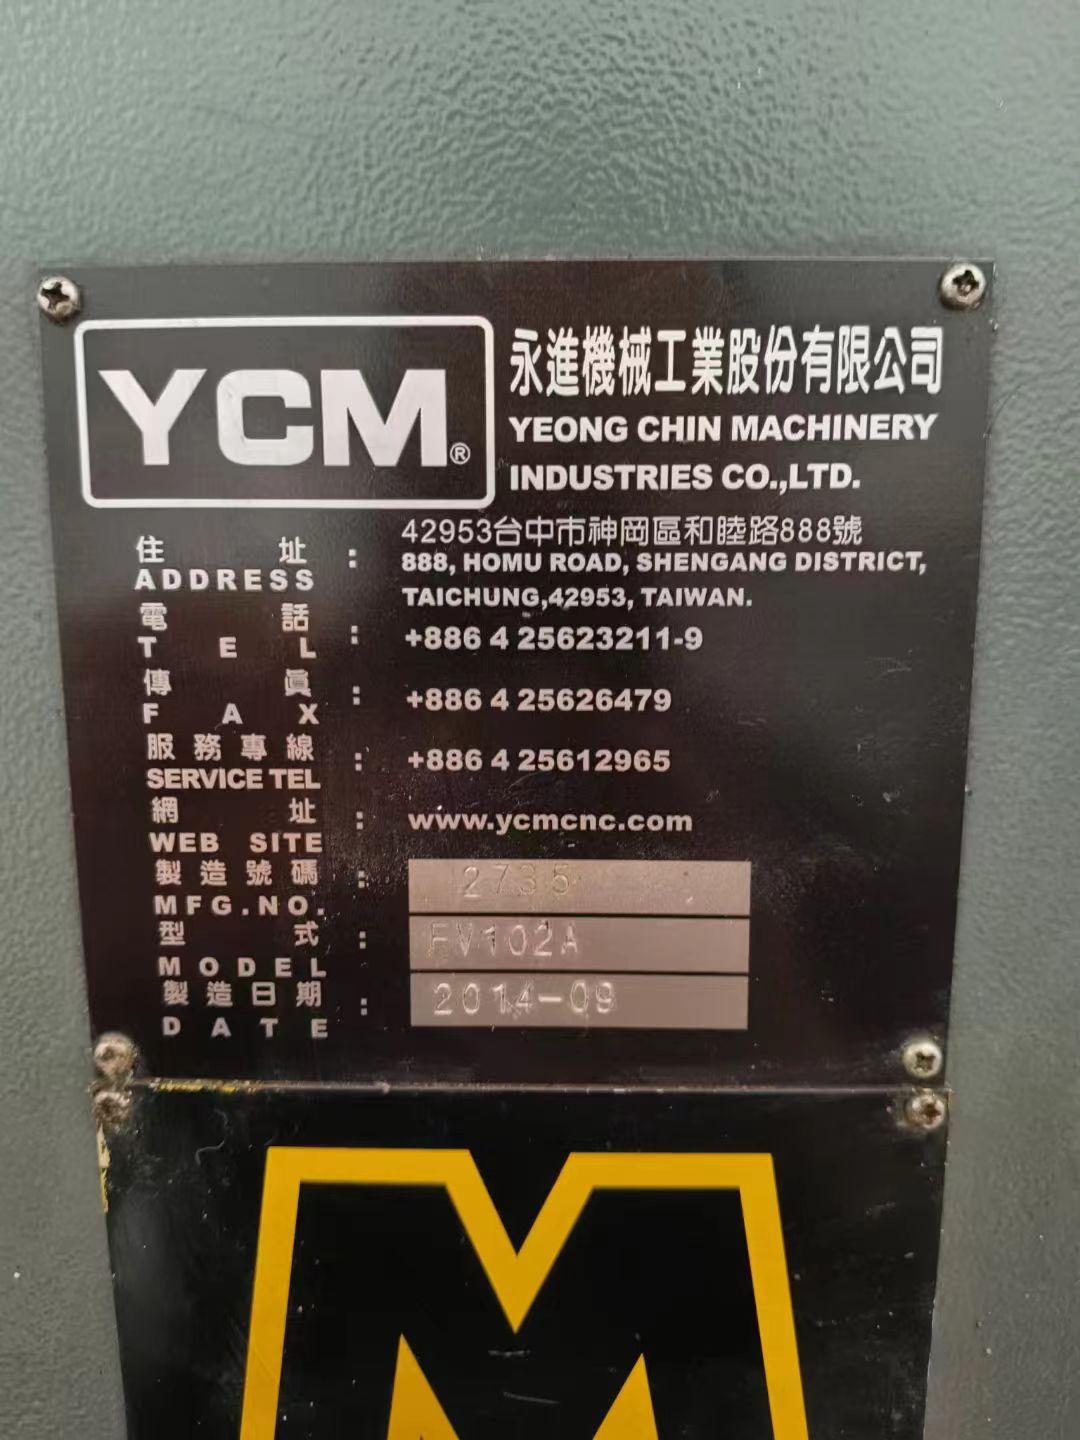 YCM®
永進機械工業股份有限公司
YEONG CHIN MACHINERY
INDUSTRIES CO.,LTD.
住址 : 42953台中市神岡區和睦路888號
ADDRESS 888, HOMU ROAD, SHENGANG DISTRICT,
TAICHUNG,42953, TAIWAN.
電話
TEL : +886 4 25623211-9
傳眞
FAX : +886 4 25626479
服務專線
SERVICE TEL : +886 4 25612965
網址
WEB SITE : www.ycmcnc.com
製造號碼
MFG.NO. : 2735
型式
MODEL : FV102A
製造日期
DATE : 2014-09